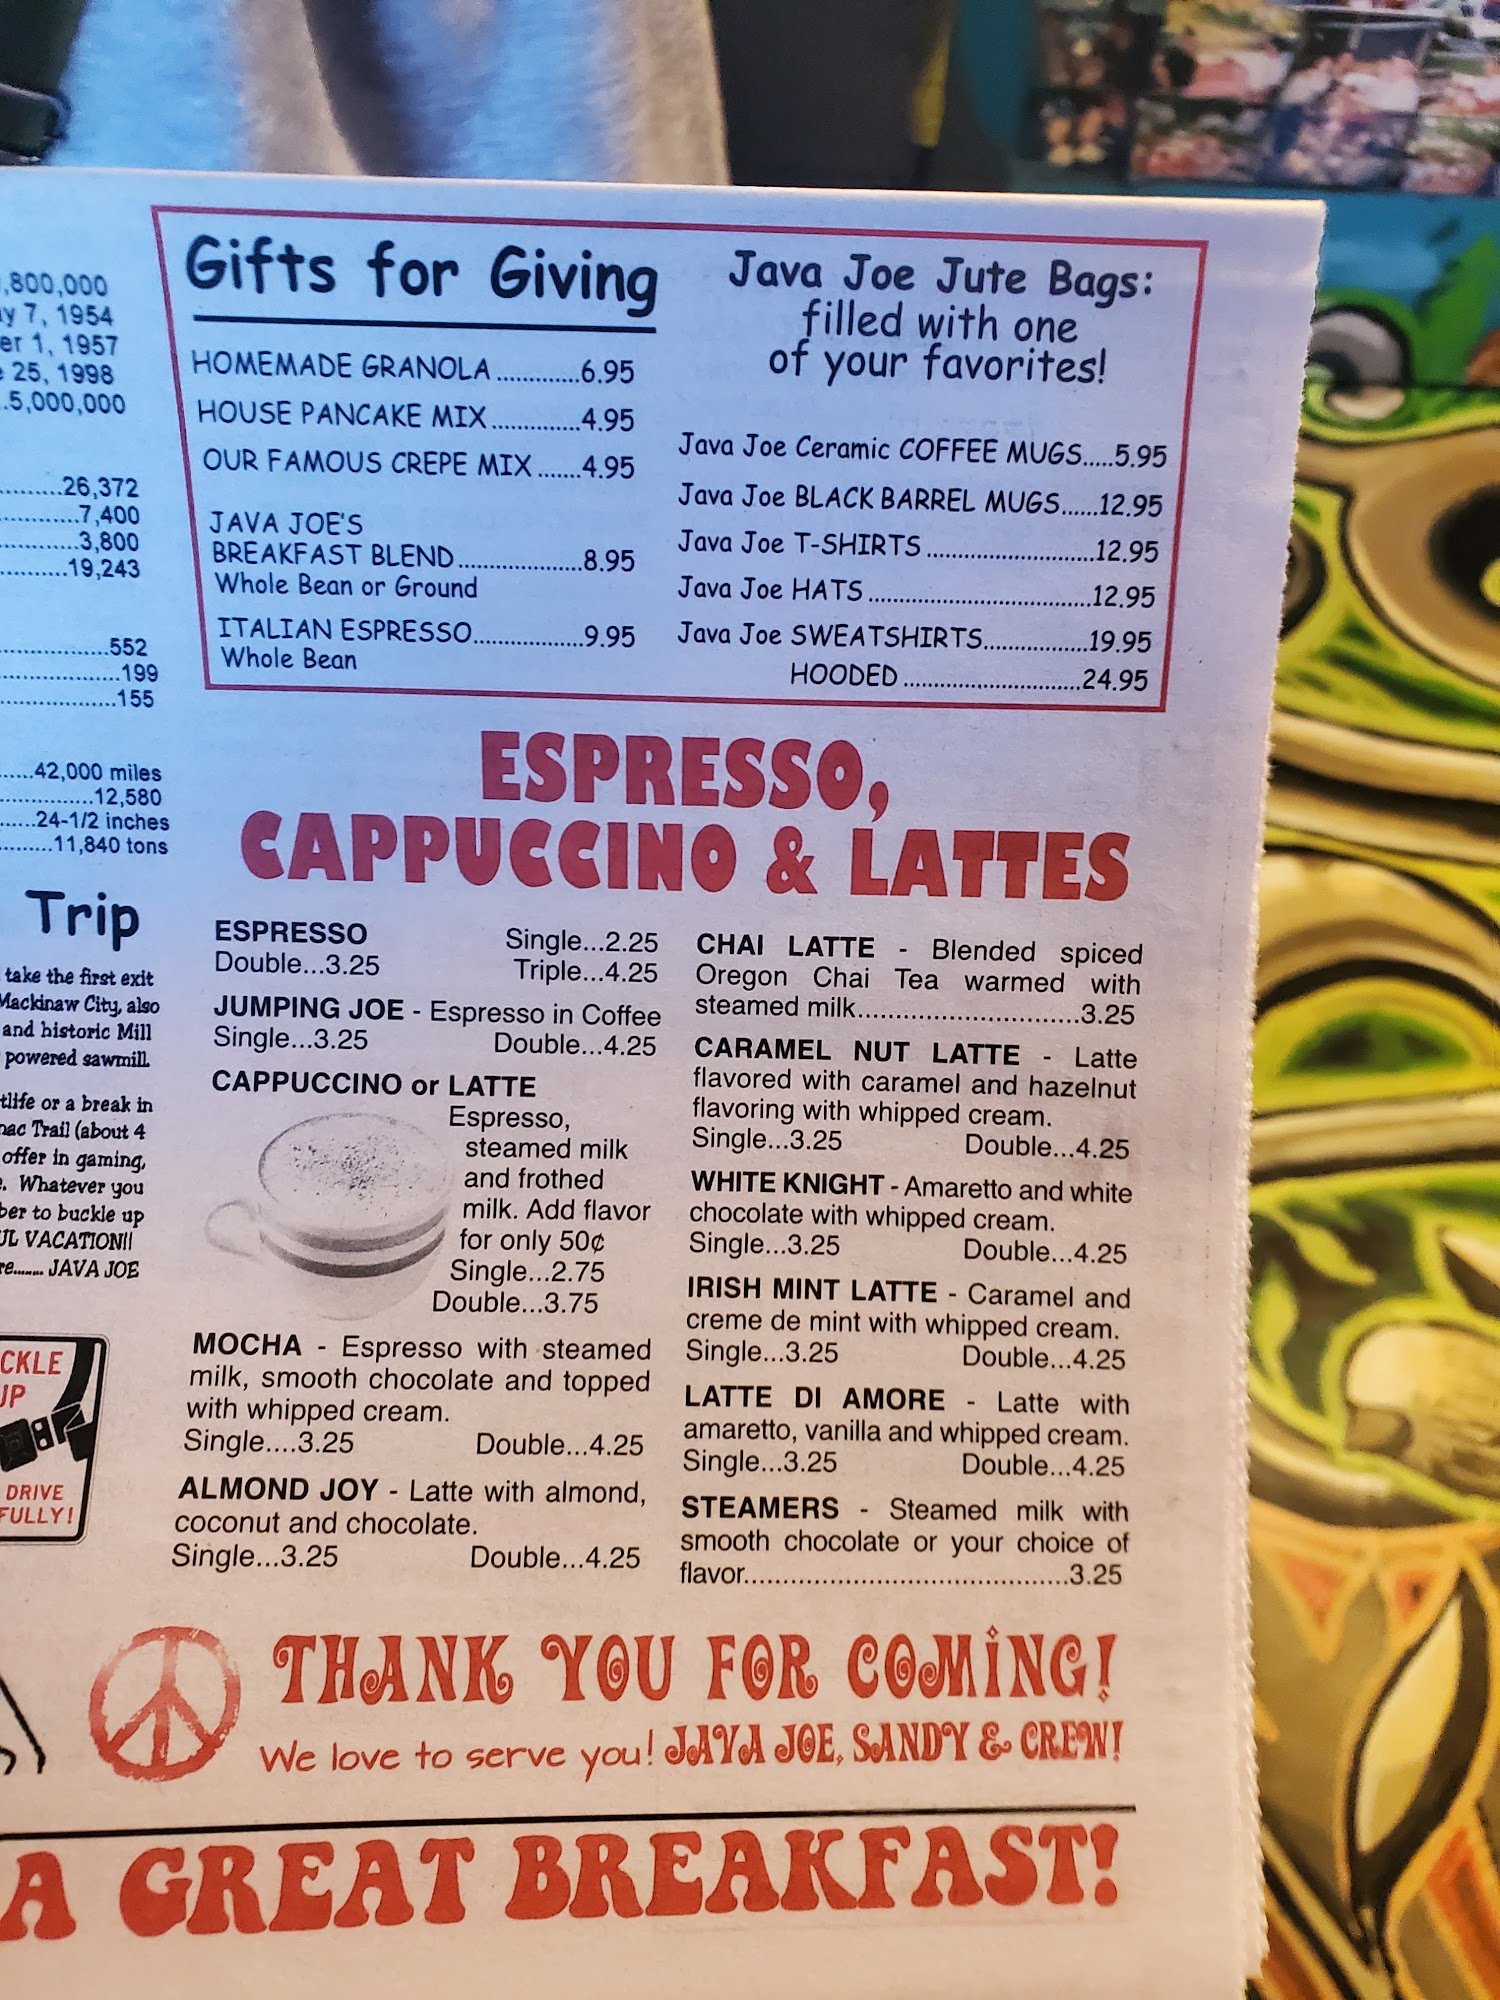 ,800,000
y 7, 1954
er 1, 1957
25, 1998
..5,000,000
..........26,372
............7,400
............3,800
..........19,243
................552
.................199
.................155
......42,000 miles
...............12,580
......24-1/2 inches
.........11,840 tons
Trip
take the first exit
Mackinaw City, also
and historic Mill
powered sawmill.
tlife or a break in
nac Trail (about 4
offer in gaming,
e. Whatever you
ber to buckle up
UL VACATION!!
re........ JAVA JOE
CKLE
UP
DRIVE
FULLY!
Gifts for Giving
HOMEMADE GRANOLA.............6.95
HOUSE PANCAKE MIX..............4.95
OUR FAMOUS CREPE MIX.......4.95
JAVA JOE'S
BREAKFAST BLEND....................8.95
Whole Bean or Ground
ITALIAN ESPRESSO.................9.95
Whole Bean
Java Joe Jute Bags:
filled with one
of your favorites!
Java Joe Ceramic COFFEE MUGS.....5.95
Java Joe BLACK BARREL MUGS......12.95
Java Joe T-SHIRTS..........................12.95
Java Joe HATS...................................12.95
Java Joe SWEATSHIRTS................19.95
HOODED............................24.95
ESPRESSO,
CAPPUCCINO & LATTES
ESPRESSO Single...2.25
Double...3.25 Triple...4.25
JUMPING JOE - Espresso in Coffee
Single...3.25 Double...4.25
CAPPUCCINO or LATTE
Espresso,
steamed milk
and frothed
milk. Add flavor
for only 50¢
Single...2.75
Double...3.75
MOCHA - Espresso with steamed
milk, smooth chocolate and topped
with whipped cream.
Single....3.25 Double...4.25
ALMOND JOY - Latte with almond,
coconut and chocolate.
Single...3.25 Double...4.25
CHAI LATTE - Blended spiced
Oregon Chai Tea warmed with
steamed milk............................3.25
CARAMEL NUT LATTE - Latte
flavored with caramel and hazelnut
flavoring with whipped cream.
Single...3.25 Double...4.25
WHITE KNIGHT - Amaretto and white
chocolate with whipped cream.
Single...3.25 Double...4.25
IRISH MINT LATTE - Caramel and
creme de mint with whipped cream.
Single...3.25 Double...4.25
LATTE DI AMORE - Latte with
amaretto, vanilla and whipped cream.
Single...3.25 Double...4.25
STEAMERS - Steamed milk with
smooth chocolate or your choice of
flavor..........................................3.25
THANK YOU FOR COMING!
We love to serve you! JAVA JOE, SANDY & CREW!
A GREAT BREAKFAST!